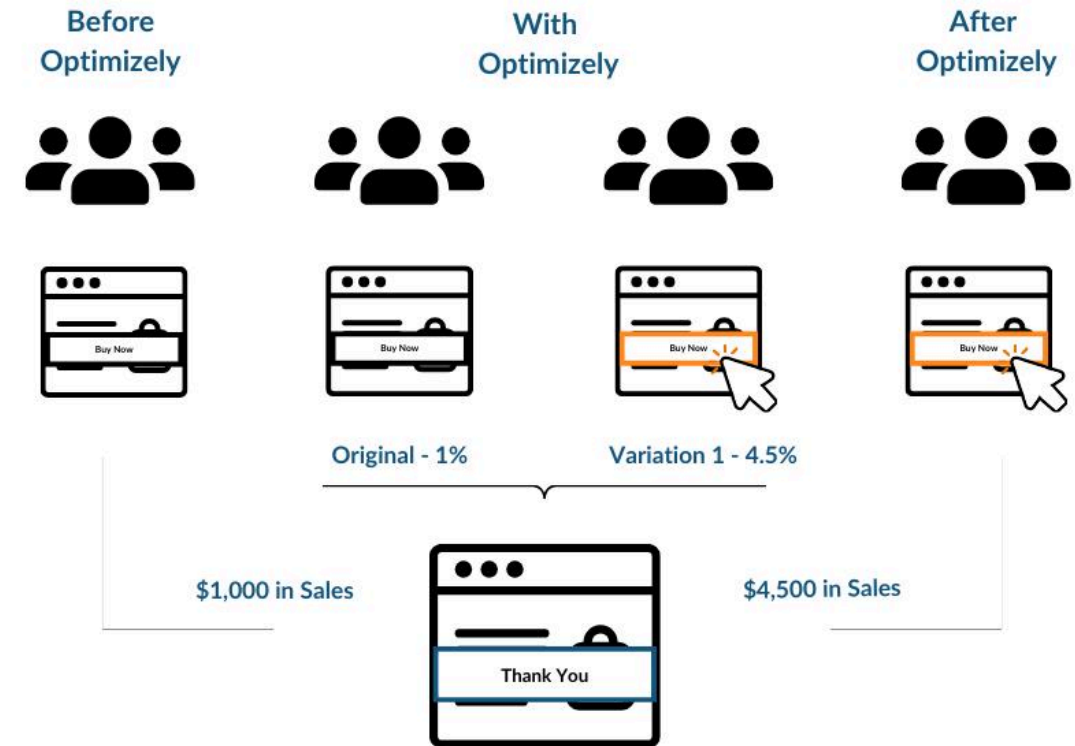 Before
Optimizely
With
Optimizely
After
Optimizely
Buy Now
Buy Now
Buy Now
Buy Now
Original - 1%
Variation 1 - 4.5%
$1,000 in Sales
$4,500 in Sales
Thank You